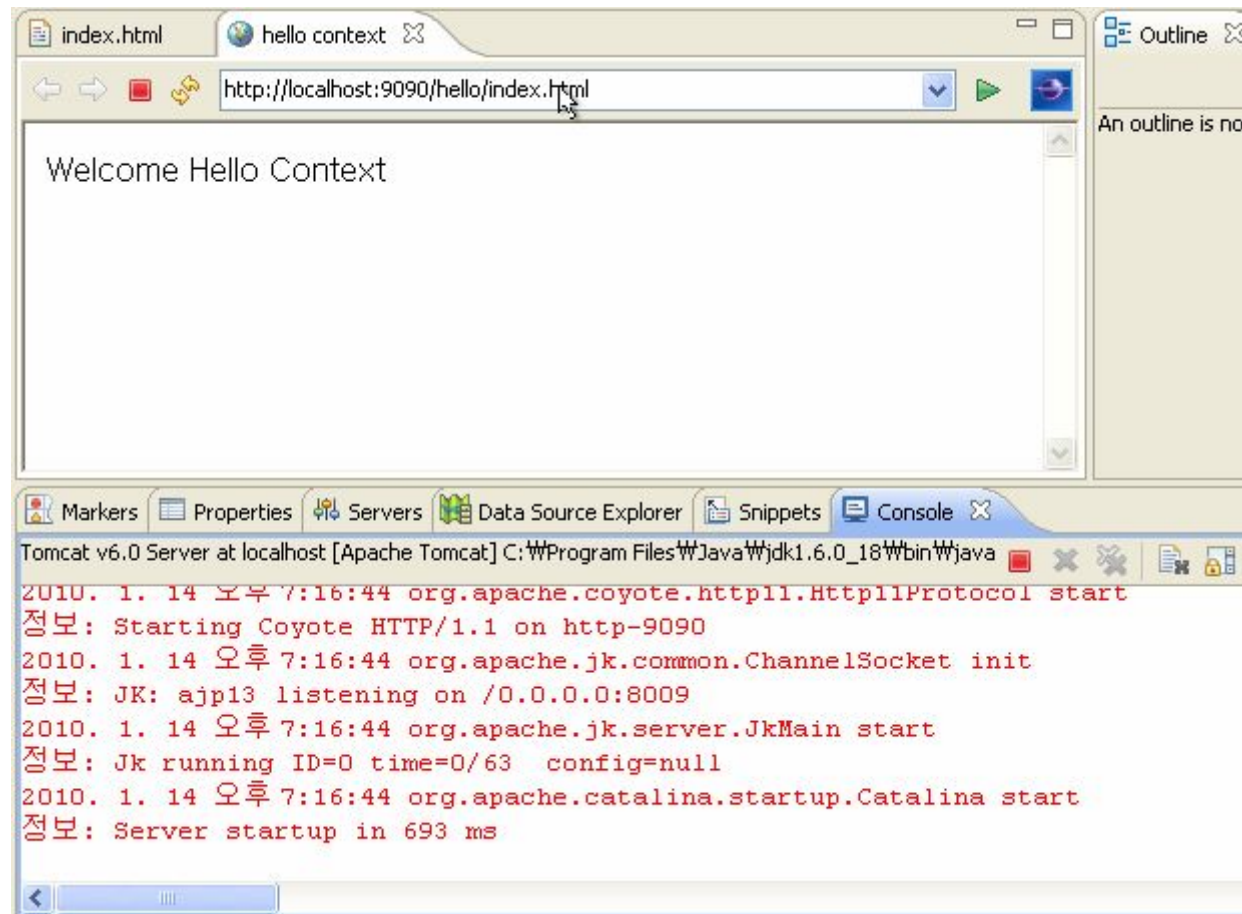 index.html
hello context
Outline
http://localhost:9090/hello/index.html
An outline is no
Welcome Hello Context
Markers
Properties
Servers
Data Source Explorer
Snippets
Console
Tomcat v6.0 Server at localhost [Apache Tomcat] C:₩Program Files₩Java₩jdk1.6.0_18₩bin₩java
2010. 1. 14 오후 7:16:44 org.apache.coyote.http11.Http11Protocol start
정보: Starting Coyote HTTP/1.1 on http-9090
2010. 1. 14 오후 7:16:44 org.apache.jk.common.ChannelSocket init
정보: JK: ajp13 listening on /0.0.0.0:8009
2010. 1. 14 오후 7:16:44 org.apache.jk.server.JkMain start
정보: Jk running ID=0 time=0/63  config=null
2010. 1. 14 오후 7:16:44 org.apache.catalina.startup.Catalina start
정보: Server startup in 693 ms